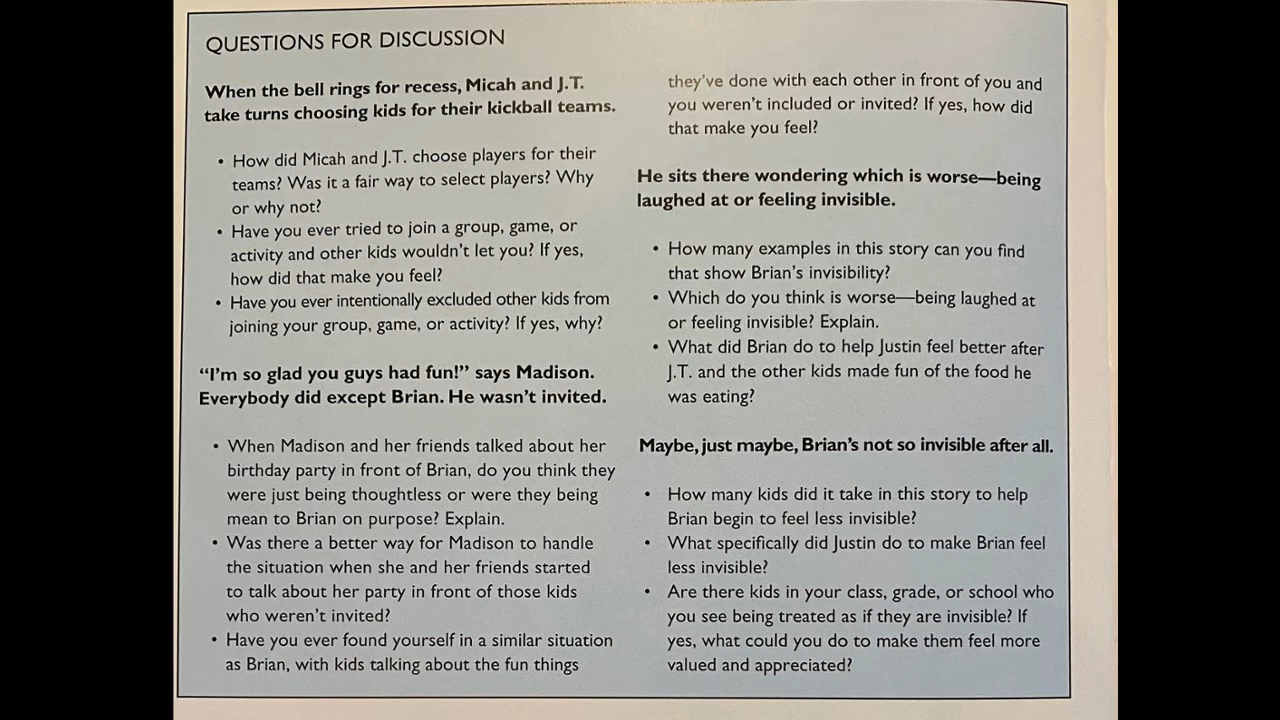 QUESTIONS FOR DISCUSSION
When the bell rings for recess, Micah and J.T.
take turns choosing kids for their kickball teams.
• How did Micah and J.T. choose players for their
teams? Was it a fair way to select players? Why
or why not?
• Have you ever tried to join a group, game, or
activity and other kids wouldn't let you? If yes,
how did that make you feel?
• Have you ever intentionally excluded other kids from
joining your group, game, or activity? If yes, why?
“I'm so glad you guys had fun!” says Madison.
Everybody did except Brian. He wasn't invited.
• When Madison and her friends talked about her
birthday party in front of Brian, do you think they
were just being thoughtless or were they being
mean to Brian on purpose? Explain.
• Was there a better way for Madison to handle
the situation when she and her friends started
to talk about her party in front of those kids
who weren't invited?
• Have you ever found yourself in a similar situation
as Brian, with kids talking about the fun things
they've done with each other in front of you and
you weren't included or invited? If yes, how did
that make you feel?
He sits there wondering which is worse—being
laughed at or feeling invisible.
• How many examples in this story can you find
that show Brian's invisibility?
• Which do you think is worse—being laughed at
or feeling invisible? Explain.
• What did Brian do to help Justin feel better after
J.T. and the other kids made fun of the food he
was eating?
Maybe, just maybe, Brian's not so invisible after all.
• How many kids did it take in this story to help
Brian begin to feel less invisible?
• What specifically did Justin do to make Brian feel
less invisible?
• Are there kids in your class, grade, or school who
you see being treated as if they are invisible? If
yes, what could you do to make them feel more
valued and appreciated?